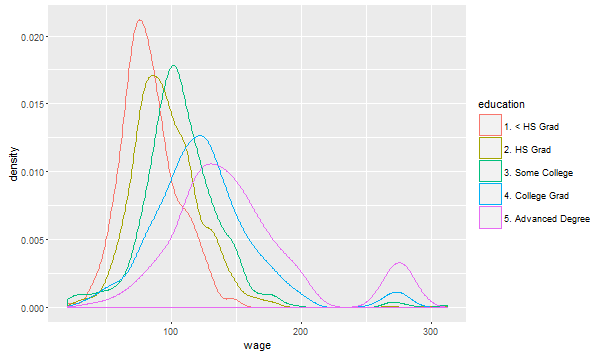 0.020
0.015
0.010
0.005
0.000
density
100
200
300
wage
education
1. < HS Grad
2. HS Grad
3. Some College
4. College Grad
5. Advanced Degree